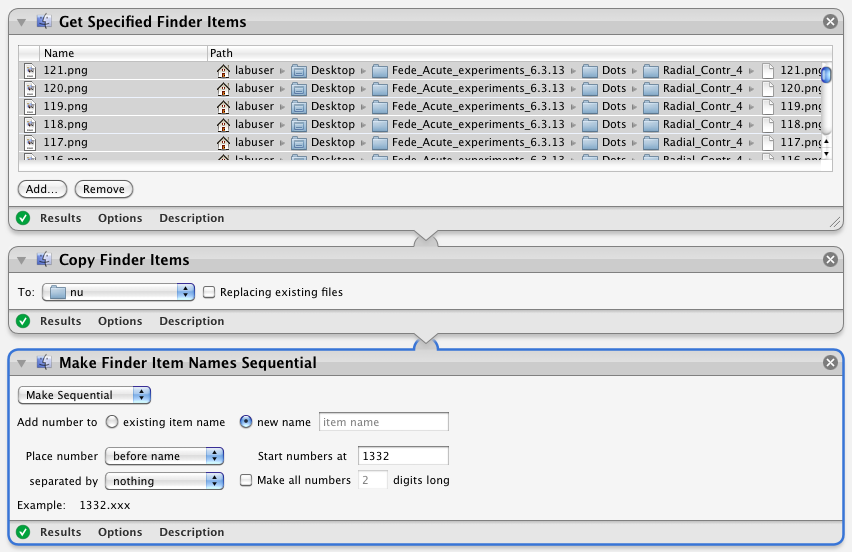 Get Specified Finder Items
Name Path
121.png labuser Desktop Fede_Acute_experiments_6.3.13 Dots Radial_Contr_4 121.png
120.png labuser Desktop Fede_Acute_experiments_6.3.13 Dots Radial_Contr_4 120.png
119.png labuser Desktop Fede_Acute_experiments_6.3.13 Dots Radial_Contr_4 119.png
118.png labuser Desktop Fede_Acute_experiments_6.3.13 Dots Radial_Contr_4 118.png
117.png labuser Desktop Fede_Acute_experiments_6.3.13 Dots Radial_Contr_4 117.png
116.png labuser Desktop Fede_Acute_experiments_6.3.13 Dots Radial_Contr_4 116.png
Add... Remove
Results Options Description
Copy Finder Items
To: nu Replacing existing files
Results Options Description
Make Finder Item Names Sequential
Make Sequential
Add number to existing item name new name item name
Place number before name Start numbers at 1332
separated by nothing Make all numbers 2 digits long
Example: 1332.xxx
Results Options Description